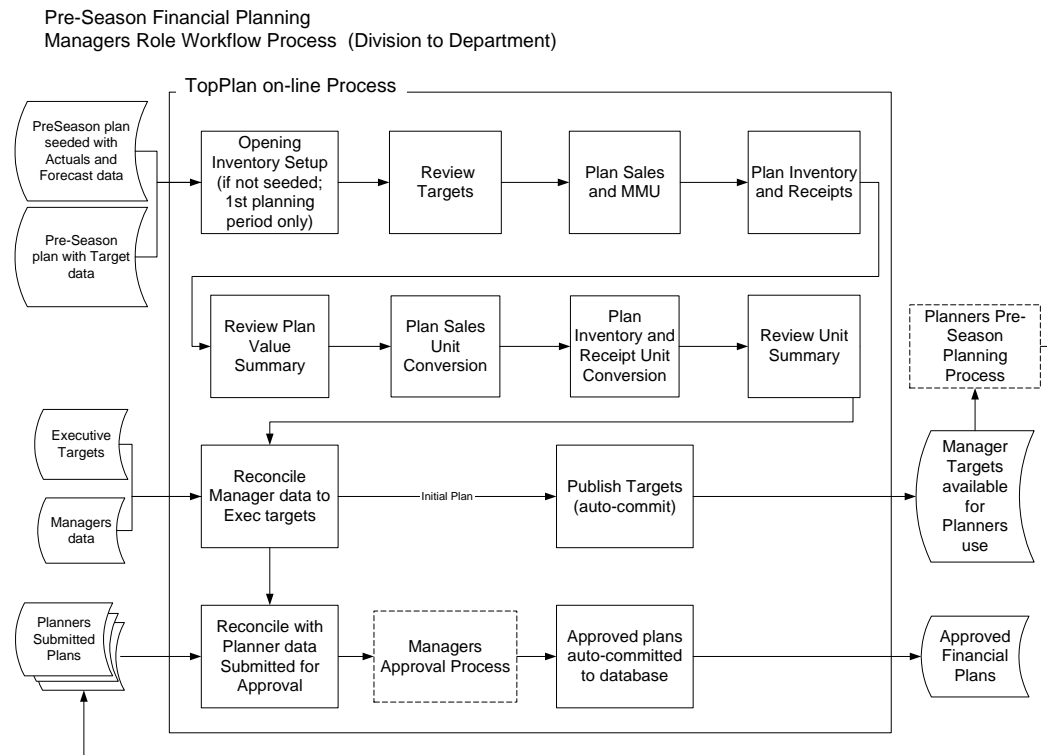 Pre-Season Financial Planning
Managers Role Workflow Process  (Division to Department)
TopPlan on-line Process
PreSeason plan
seeded with
Actuals and
Forecast data
Opening
Inventory Setup
(if not seeded;
1st planning
period only)
Review
Targets
Plan Sales
and MMU
Plan Inventory
and Receipts
Pre-Season
plan with Target
data
Review Plan
Value
Summary
Plan Sales
Unit
Conversion
Plan
Inventory and
Receipt Unit
Conversion
Review Unit
Summary
Planners Pre-
Season
Planning
Process
Executive
Targets
Managers
data
Reconcile
Manager data to
Exec targets
Initial Plan
Publish Targets
(auto-commit)
Manager
Targets
available
for
Planners
use
Planners
Submitted
Plans
Reconcile with
Planner data
Submitted for
Approval
Managers
Approval Process
Approved plans
auto-committed
to database
Approved
Financial
Plans